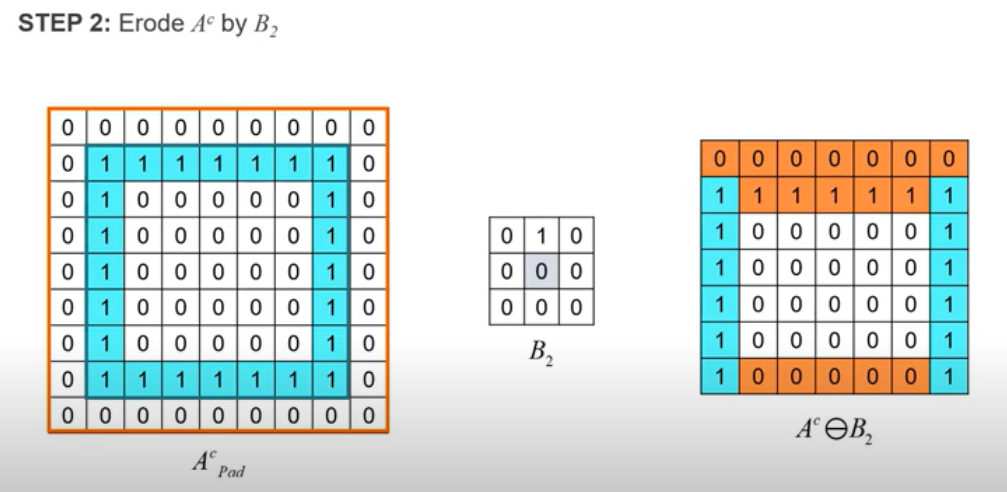 STEP 2: Erode Aᶜ by B₂
0 0 0 0 0 0 0 0 0
0 1 1 1 1 1 1 1 0
0 1 0 0 0 0 0 1 0
0 1 0 0 0 0 0 1 0
0 1 0 0 0 0 0 1 0
0 1 0 0 0 0 0 1 0
0 1 0 0 0 0 0 1 0
0 1 1 1 1 1 1 1 0
0 0 0 0 0 0 0 0 0
Aᶜ Pad
0 1 0
0 0 0
0 0 0
B₂
0 0 0 0 0 0 0
1 1 1 1 1 1 1
1 0 0 0 0 0 1
1 0 0 0 0 0 1
1 0 0 0 0 0 1
1 0 0 0 0 0 1
1 0 0 0 0 0 1
Aᶜ ⊖ B₂